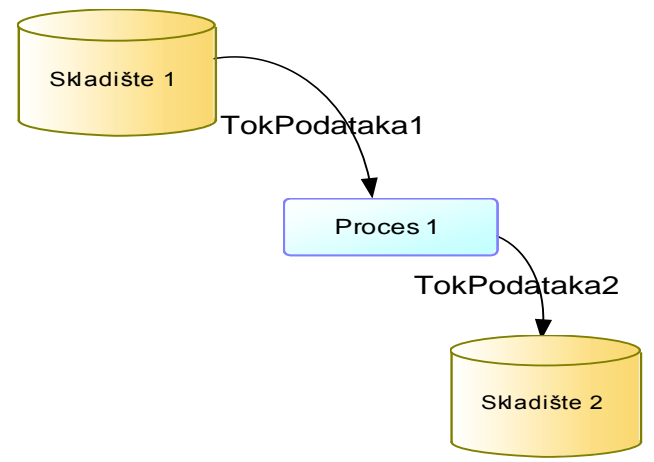 Skladište 1
TokPodataka1
Proces 1
TokPodataka2
Skladište 2